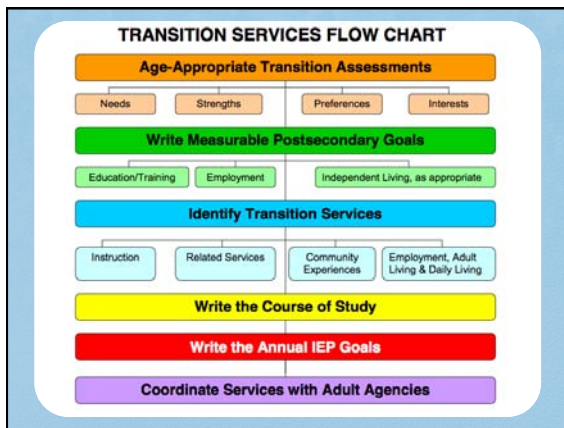 TRANSITION SERVICES FLOW CHART
Age-Appropriate Transition Assessments
Needs
Strengths
Preferences
Interests
Write Measurable Postsecondary Goals
Education/Training
Employment
Independent Living, as appropriate
Identify Transition Services
Instruction
Related Services
Community
Experiences
Employment, Adult
Living & Daily Living
Write the Course of Study
Write the Annual IEP Goals
Coordinate Services with Adult Agencies